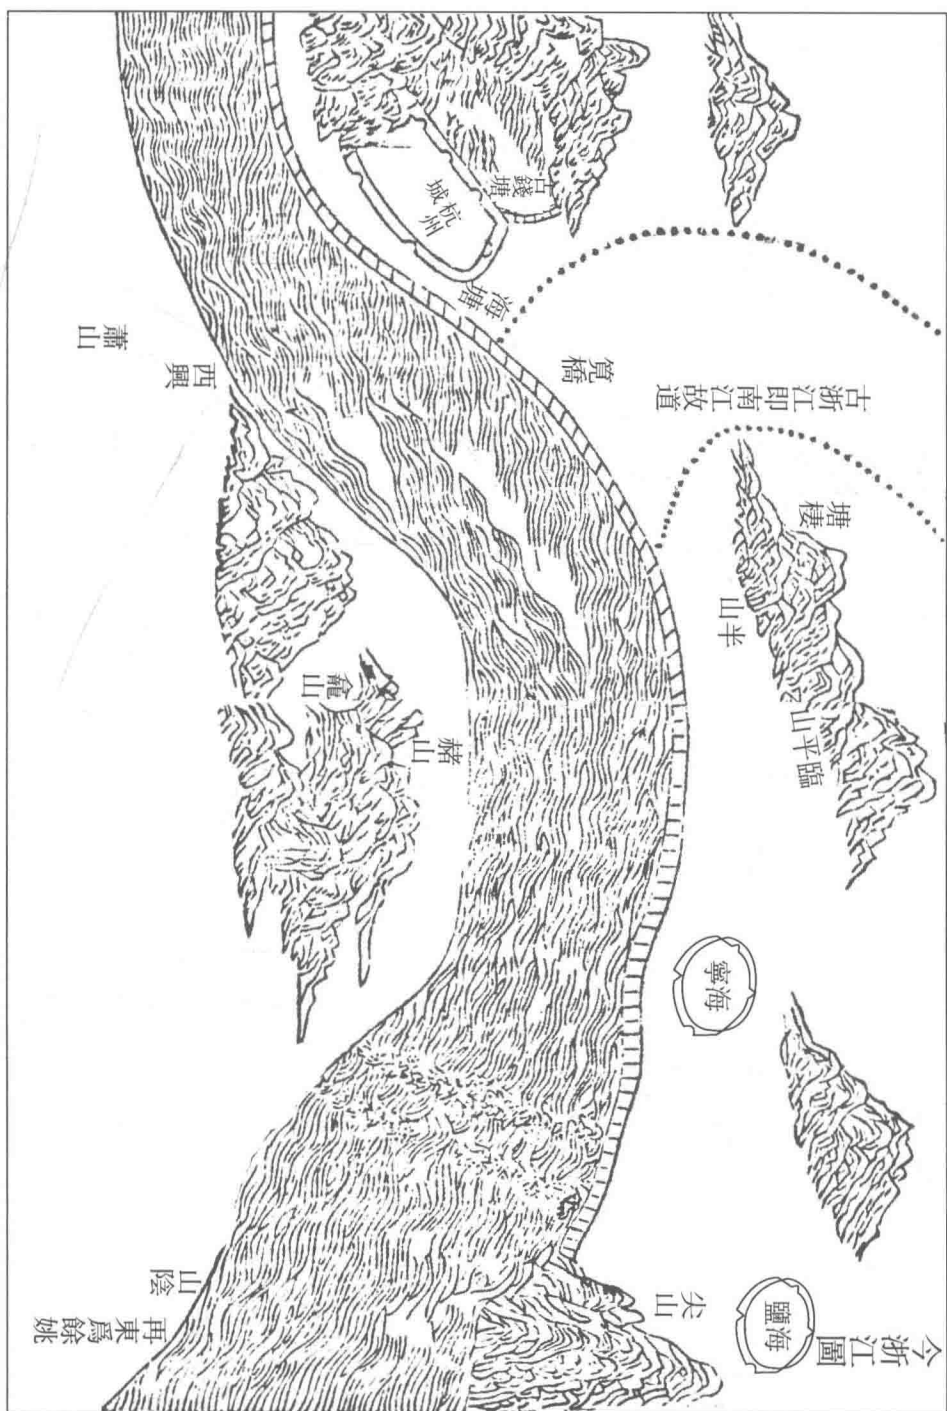 今浙江圖
海鹽
尖山
海寧
臨平山
半山
塘棲
古浙江即南江故道
筧橋
海塘
古錢塘
杭州城
西興
蕭山
龕山
赭山
山陰
再東爲餘姚